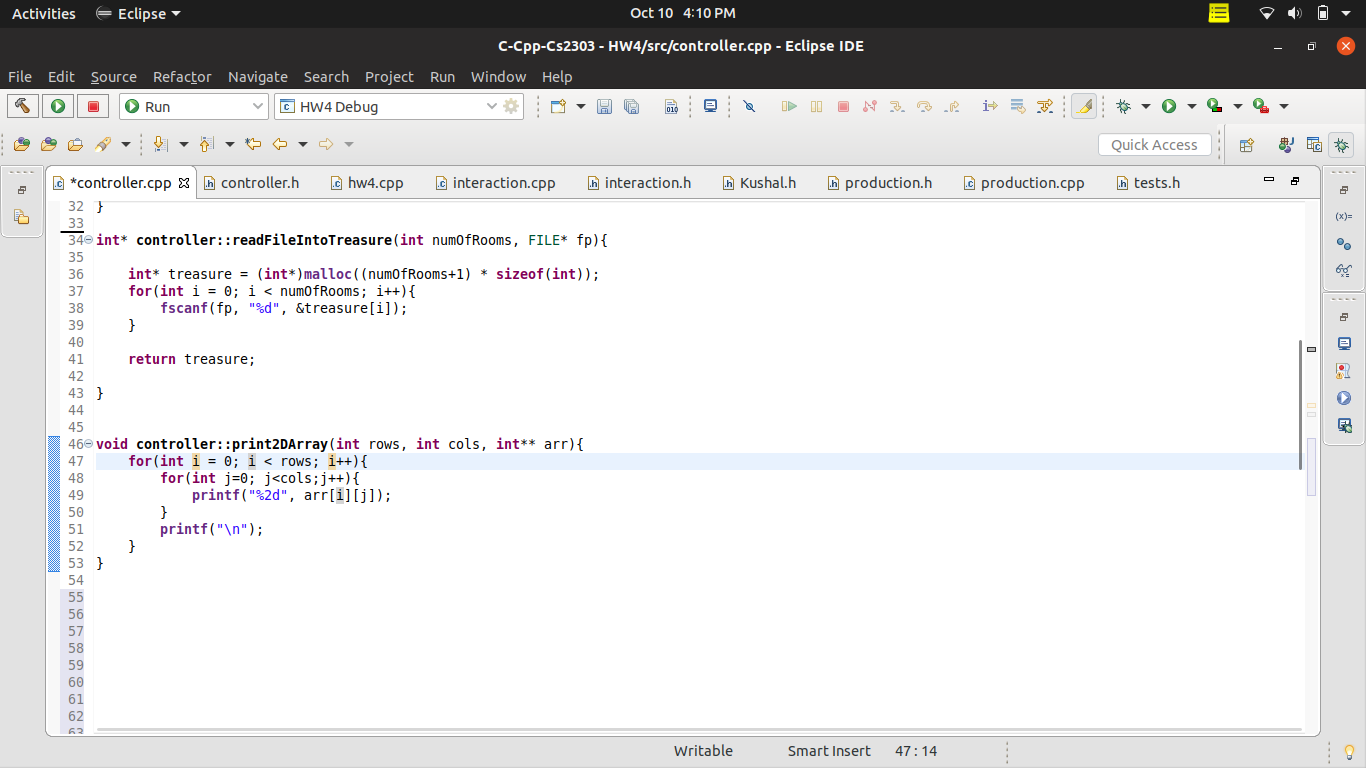 Activities Eclipse Oct 10 4:10 PM
C-Cpp-Cs2303 - HW4/src/controller.cpp - Eclipse IDE
File Edit Source Refactor Navigate Search Project Run Window Help
Run HW4 Debug
Quick Access
*controller.cpp controller.h hw4.cpp interaction.cpp interaction.h Kushal.h production.h production.cpp tests.h
32 }
33
34 int* controller::readFileIntoTreasure(int numOfRooms, FILE* fp){
35
36 int* treasure = (int*)malloc((numOfRooms+1) * sizeof(int));
37 for(int i = 0; i < numOfRooms; i++){
38 fscanf(fp, "%d", &treasure[i]);
39 }
40
41 return treasure;
42
43 }
44
45
46 void controller::print2DArray(int rows, int cols, int** arr){
47 for(int i = 0; i < rows; i++){
48 for(int j=0; j<cols;j++){
49 printf("%2d", arr[i][j]);
50 }
51 printf("\n");
52 }
53 }
54
55
56
57
58
59
60
61
62
63
Writable Smart Insert 47 : 14